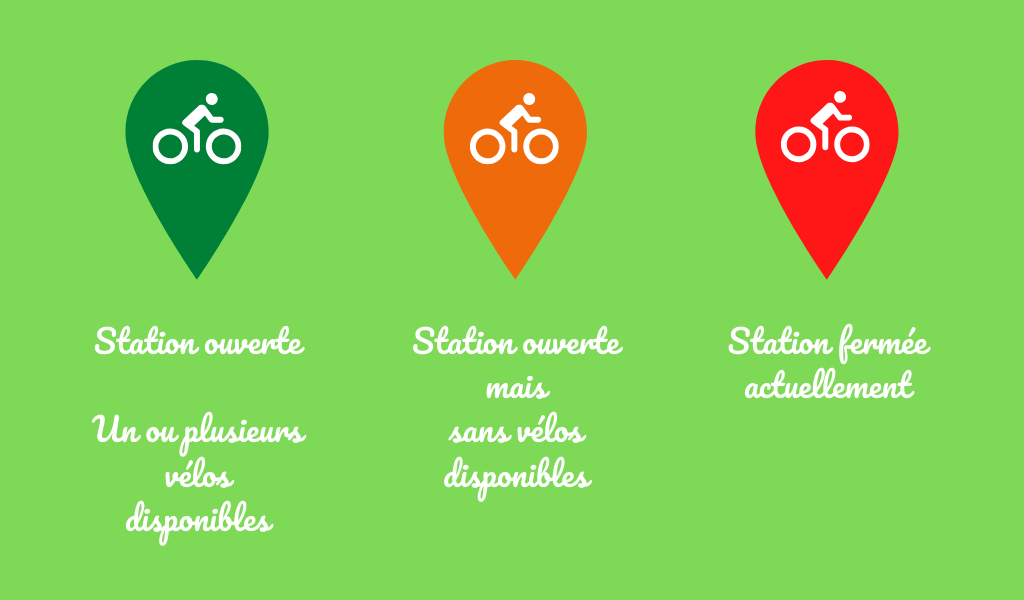 Station ouverte
Un ou plusieurs
vélos
disponibles
Station ouverte
mais
sans vélos
disponibles
Station fermée
actuellement